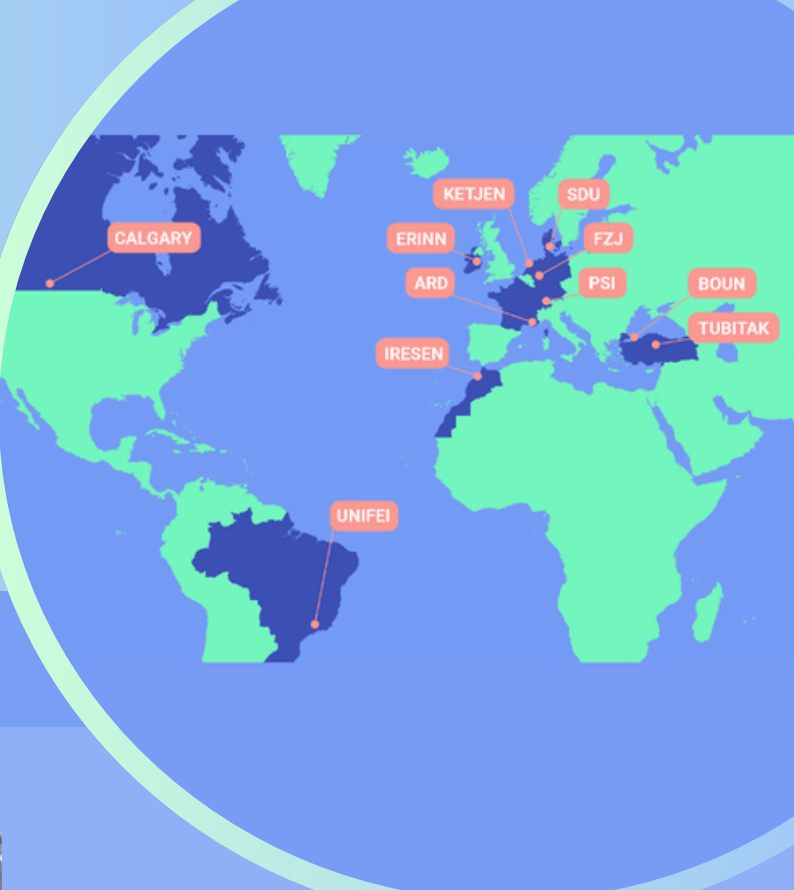 KETJEN
SDU
CALGARY
ERINN
FZJ
ARD
PSI
BOUN
TUBITAK
IRESEN
UNIFEI